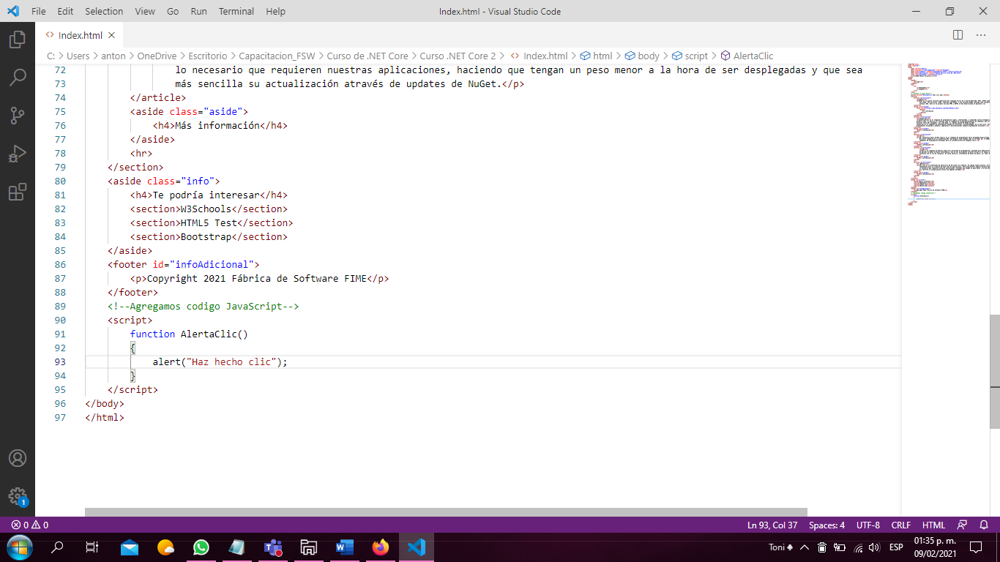 File Edit Selection View Go Run Terminal Help Index.html - Visual Studio Code
Index.html
C: > Users > anton > OneDrive > Escritorio > Capacitacion_FSW > Curso de .NET Core > Curso .NET Core 2 > Index.html > html > body > script > AlertaClic
72 lo necesario que requieren nuestras aplicaciones, haciendo que tengan un peso menor a la hora de ser desplegadas y que sea
73 más sencilla su actualización através de updates de NuGet.</p>
74 </article>
75 <aside class="aside">
76 <h4>Más información</h4>
77 </aside>
78 <hr>
79 </section>
80 <aside class="info">
81 <h4>Te podría interesar</h4>
82 <section>W3Schools</section>
83 <section>HTML5 Test</section>
84 <section>Bootstrap</section>
85 </aside>
86 <footer id="infoAdicional">
87 <p>Copyright 2021 Fábrica de Software FIME</p>
88 </footer>
89 <!--Agregamos codigo JavaScript-->
90 <script>
91 function AlertaClic()
92 {
93 alert("Haz hecho clic");
94 }
95 </script>
96 </body>
97 </html>
1
0 0 Ln 93, Col 37 Spaces: 4 UTF-8 CRLF HTML
Toni ESP 01:35 p. m.
09/02/2021